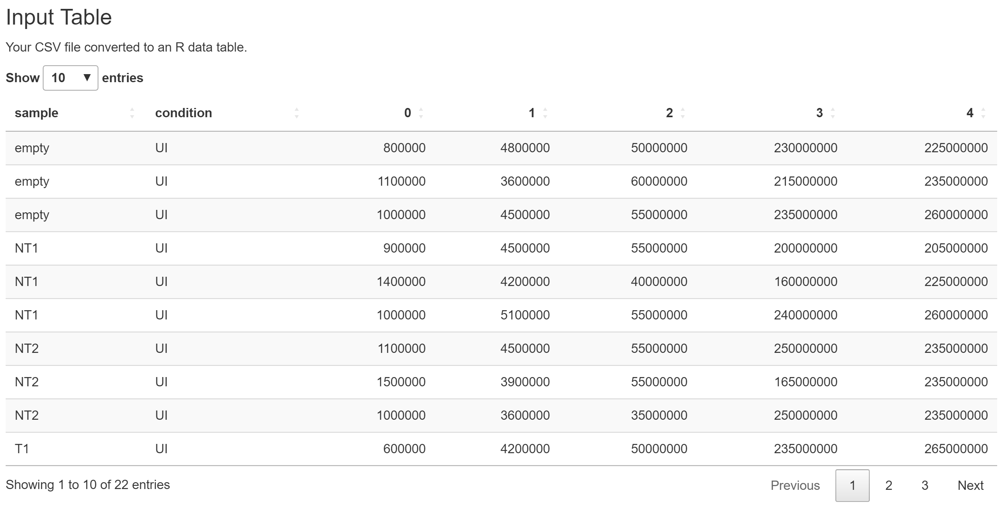 Input Table
Your CSV file converted to an R data table.
Show 10 entries
sample condition 0 1 2 3 4
empty UI 800000 4800000 50000000 230000000 225000000
empty UI 1100000 3600000 60000000 215000000 235000000
empty UI 1000000 4500000 55000000 235000000 260000000
NT1 UI 900000 4500000 55000000 200000000 205000000
NT1 UI 1400000 4200000 40000000 160000000 225000000
NT1 UI 1000000 5100000 55000000 240000000 260000000
NT2 UI 1100000 4500000 55000000 250000000 235000000
NT2 UI 1500000 3900000 55000000 165000000 235000000
NT2 UI 1000000 3600000 35000000 250000000 235000000
T1 UI 600000 4200000 50000000 235000000 265000000
Showing 1 to 10 of 22 entries Previous 1 2 3 Next